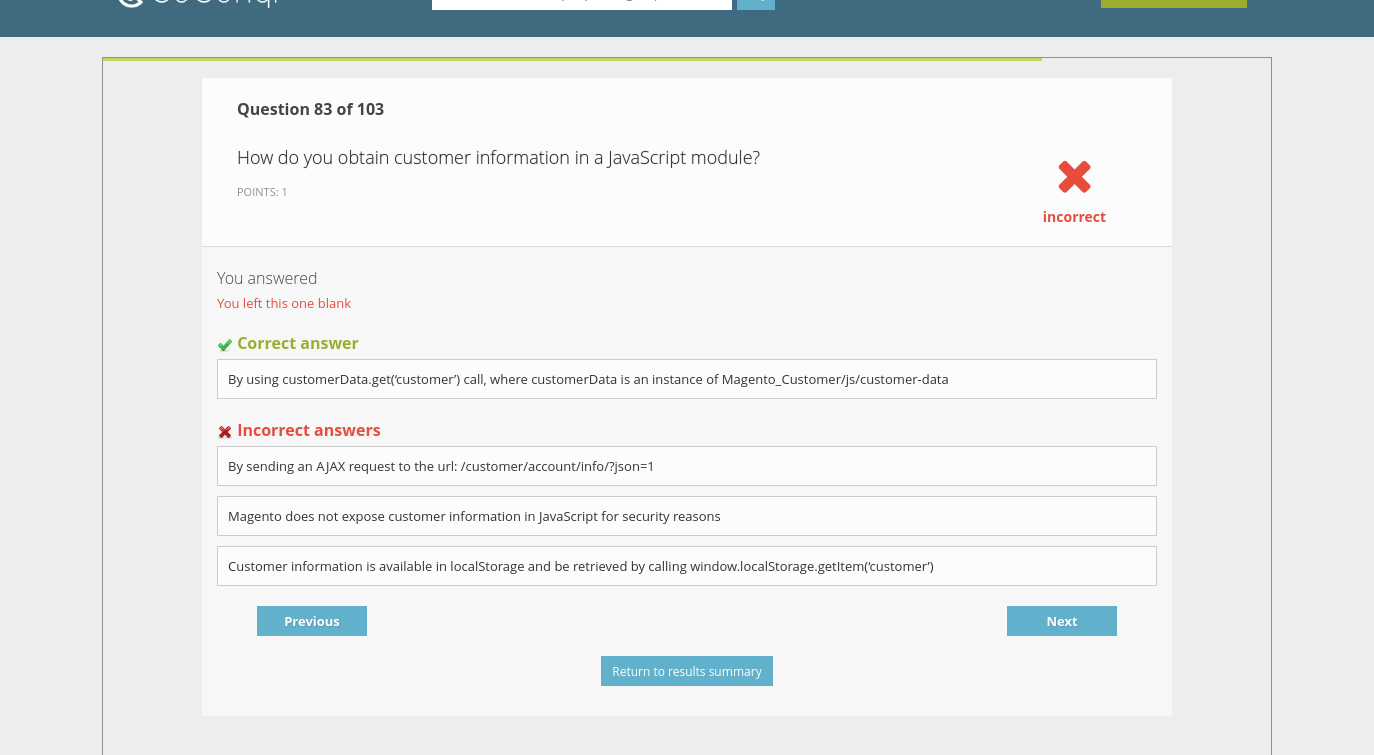 Question 83 of 103
How do you obtain customer information in a JavaScript module?
POINTS: 1
incorrect
You answered
You left this one blank
Correct answer
By using customerData.get(‘customer’) call, where customerData is an instance of Magento_Customer/js/customer-data
Incorrect answers
By sending an AJAX request to the url: /customer/account/info/?json=1
Magento does not expose customer information in JavaScript for security reasons
Customer information is available in localStorage and be retrieved by calling window.localStorage.getItem(‘customer’)
Previous
Next
Return to results summary